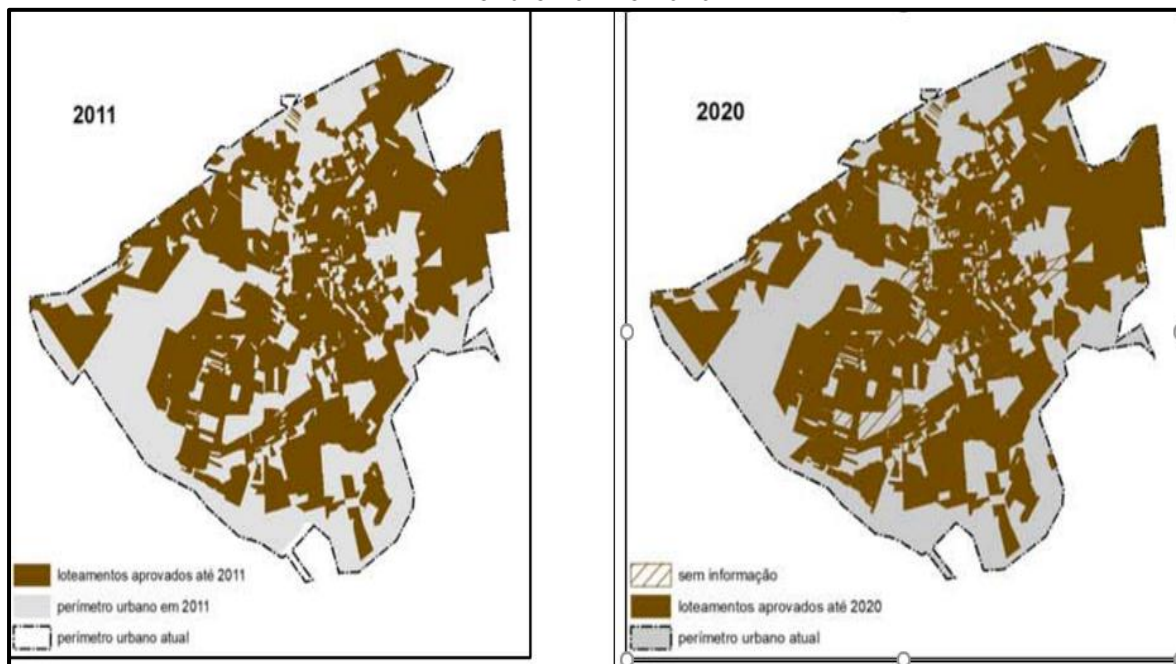 2011
loteamentos aprovados até 2011
perímetro urbano em 2011
perímetro urbano atual
2020
sem informação
loteamentos aprovados até 2020
perímetro urbano atual